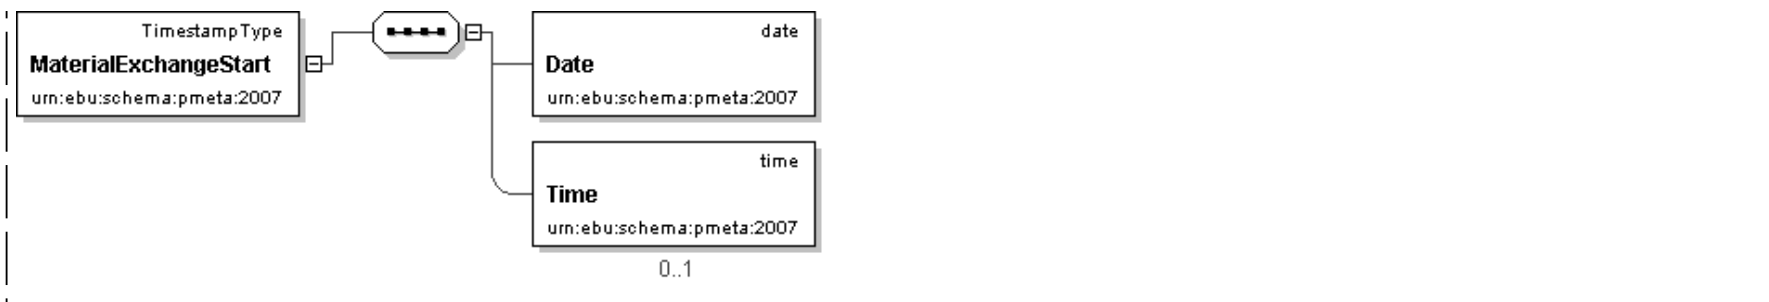 TimestampType
MaterialExchangeStart
urn:ebu:schema:pmeta:2007
date
Date
urn:ebu:schema:pmeta:2007
time
Time
urn:ebu:schema:pmeta:2007
0..1